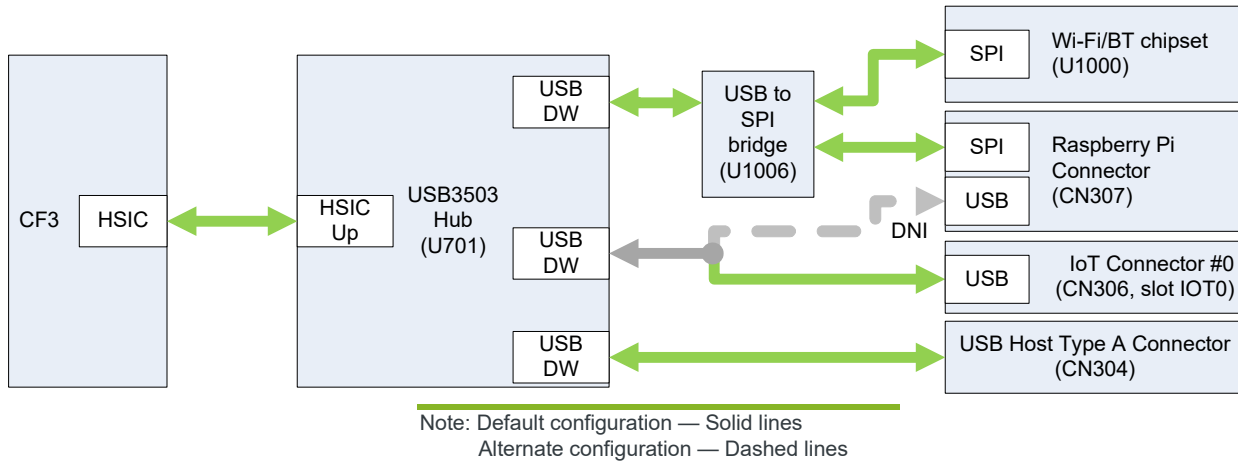 CF3
HSIC
HSIC
Up
USB3503
Hub
(U701)
USB
DW
USB
DW
USB
DW
USB to
SPI
bridge
(U1006)
SPI
Wi-Fi/BT chipset
(U1000)
SPI
Raspberry Pi
Connector
(CN307)
USB
DNI
USB
IoT Connector #0
(CN306, slot IOT0)
USB Host Type A Connector
(CN304)
Note: Default configuration — Solid lines
Alternate configuration — Dashed lines